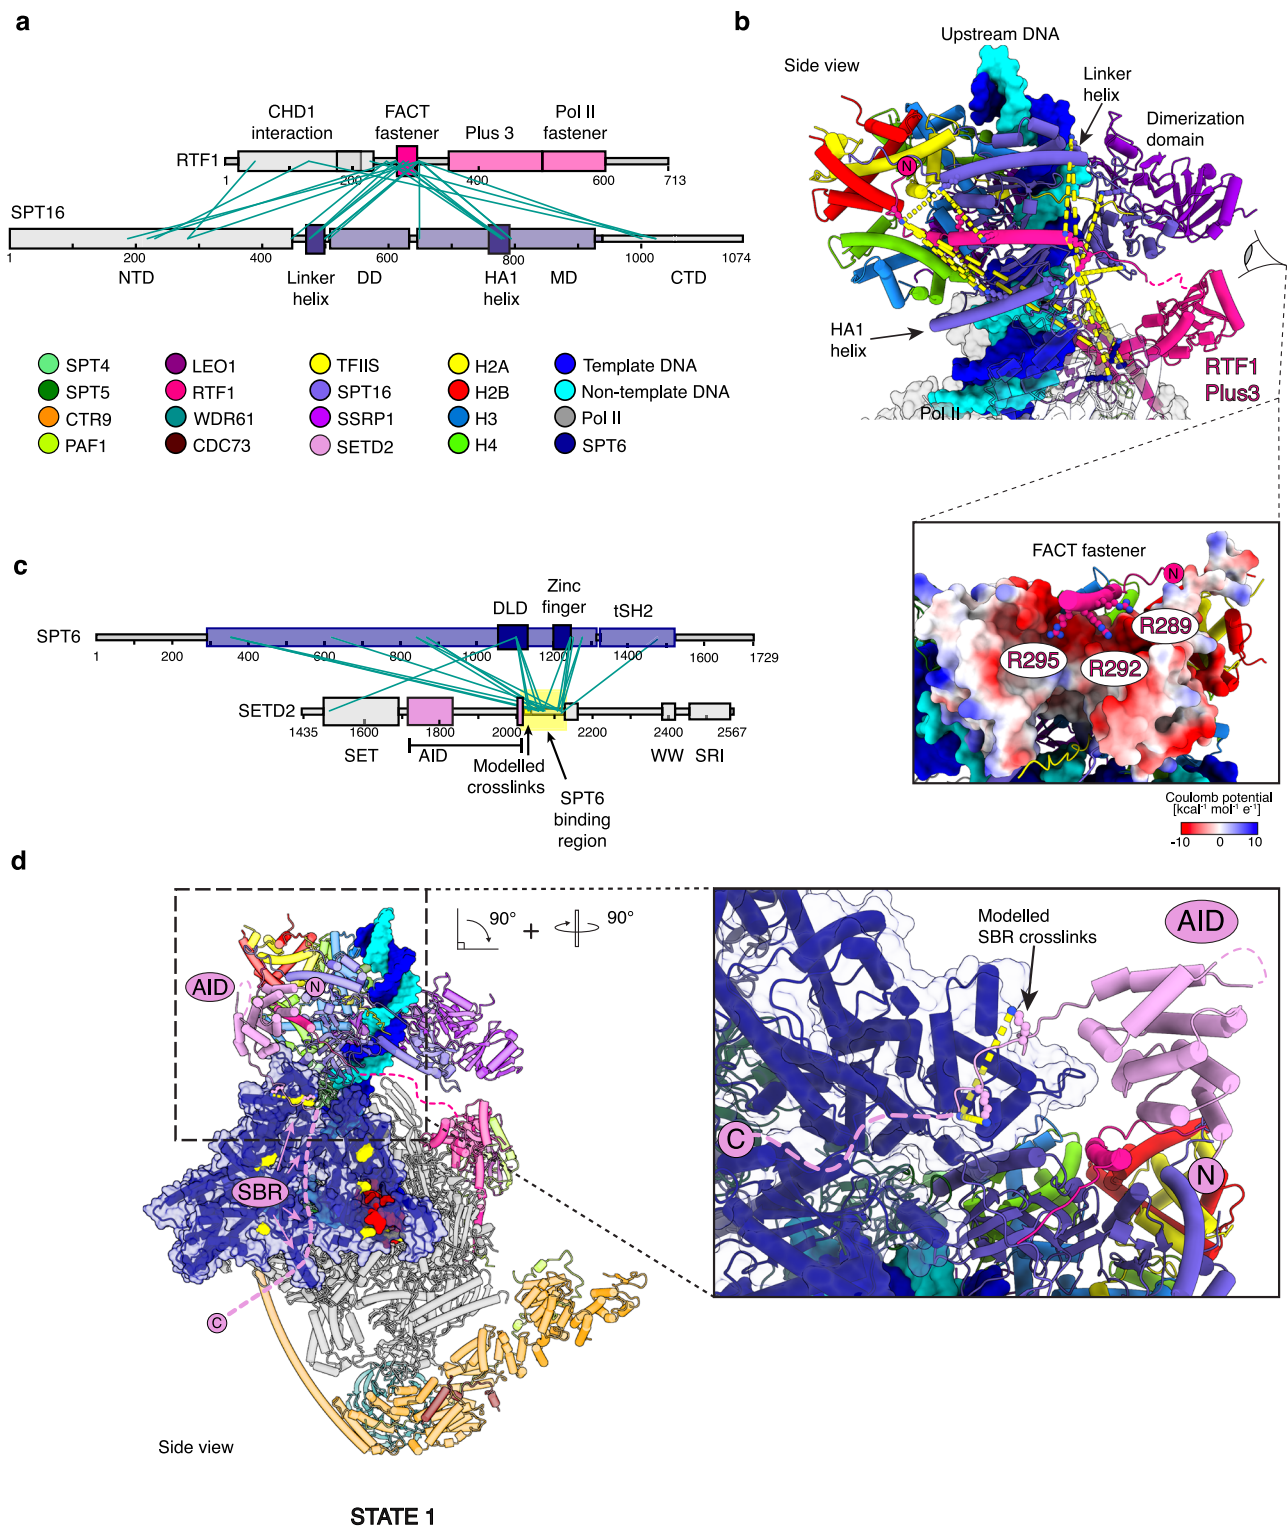 a
CHD1
interaction
FACT
fastener
Plus 3
Pol II
fastener
RTF1
1
200
400
600
713
SPT16
1
200
400
600
800
1000
1074
NTD
Linker
helix
DD
HA1
helix
MD
CTD
SPT4
SPT5
CTR9
PAF1
LEO1
RTF1
WDR61
CDC73
TFIIS
SPT16
SSRP1
SETD2
H2A
H2B
H3
H4
Template DNA
Non-template DNA
Pol II
SPT6
b
Upstream DNA
Side view
Linker
helix
Dimerization
domain
N
HA1
helix
RTF1
Plus3
Pol II
FACT fastener
N
R289
R295
R292
Coulomb potential
[kcal⁻¹ mol⁻¹ e⁻¹]
-10
0
10
c
DLD
Zinc
finger
tSH2
SPT6
1
200
400
600
800
1000
1200
1400
1600
1729
SETD2
1435
1600
1800
2000
2200
2400
2567
SET
AID
Modelled
crosslinks
WW
SRI
SPT6
binding
region
d
90° + 90°
AID
N
SBR
C
Side view
STATE 1
Modelled
SBR crosslinks
AID
C
N